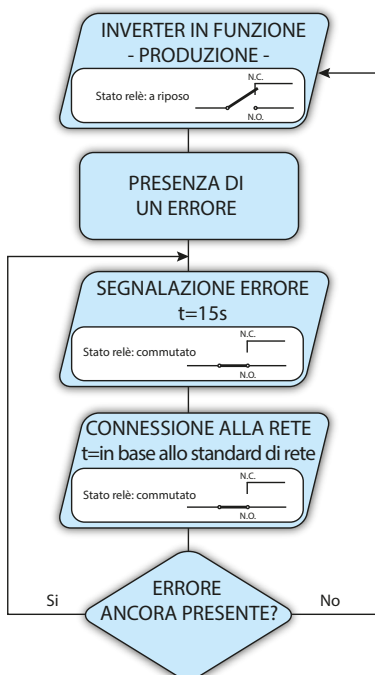 INVERTER IN FUNZIONE
- PRODUZIONE -
N.C.
Stato relè: a riposo
N.O.
PRESENZA DI
UN ERRORE
SEGNALAZIONE ERRORE
t=15s
N.C.
Stato relè: commutato
N.O.
CONNESSIONE ALLA RETE
t=in base allo standard di rete
N.C.
Stato relè: commutato
N.O.
ERRORE
ANCORA PRESENTE?
Si
No